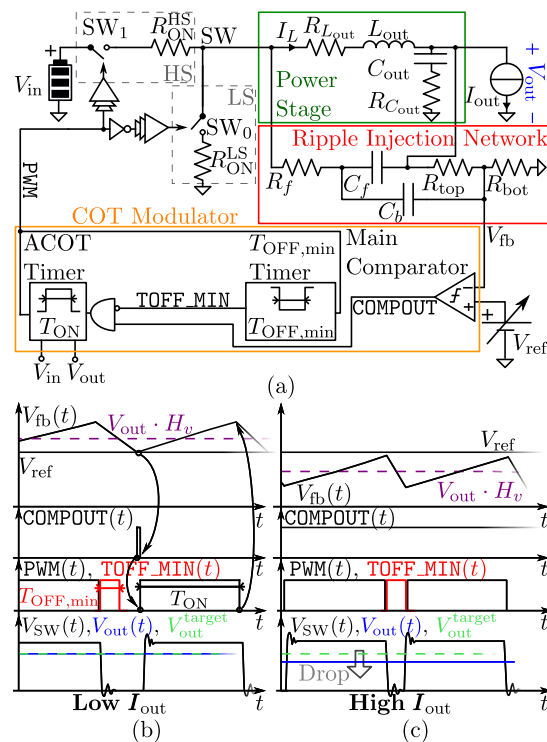 SW₁ R_ON^HS SW I_L R_Lout L_out
V_in HS LS Power Stage C_out R_Cout I_out + V_out −
SW₀ R_ON^LS
Ripple Injection Network
R_f C_f R_top R_bot
C_b
PWM
COT Modulator
V_fb
ACOT Timer T_ON
T_OFF,min Timer T_OFF,min
Main Comparator
TOFF_MIN COMPOUT
+ − +
V_in V_out V_ref
(a)
V_fb(t) V_out · H_v
V_ref t
COMPOUT(t)
t
PWM(t), TOFF_MIN(t)
T_OFF,min T_ON t
V_SW(t), V_out(t), V_out^target
t
Low I_out
(b)
V_ref
V_fb(t) V_out · H_v t
COMPOUT(t)
t
PWM(t), TOFF_MIN(t)
t
V_SW(t), V_out(t), V_out^target
Drop
t
High I_out
(c)